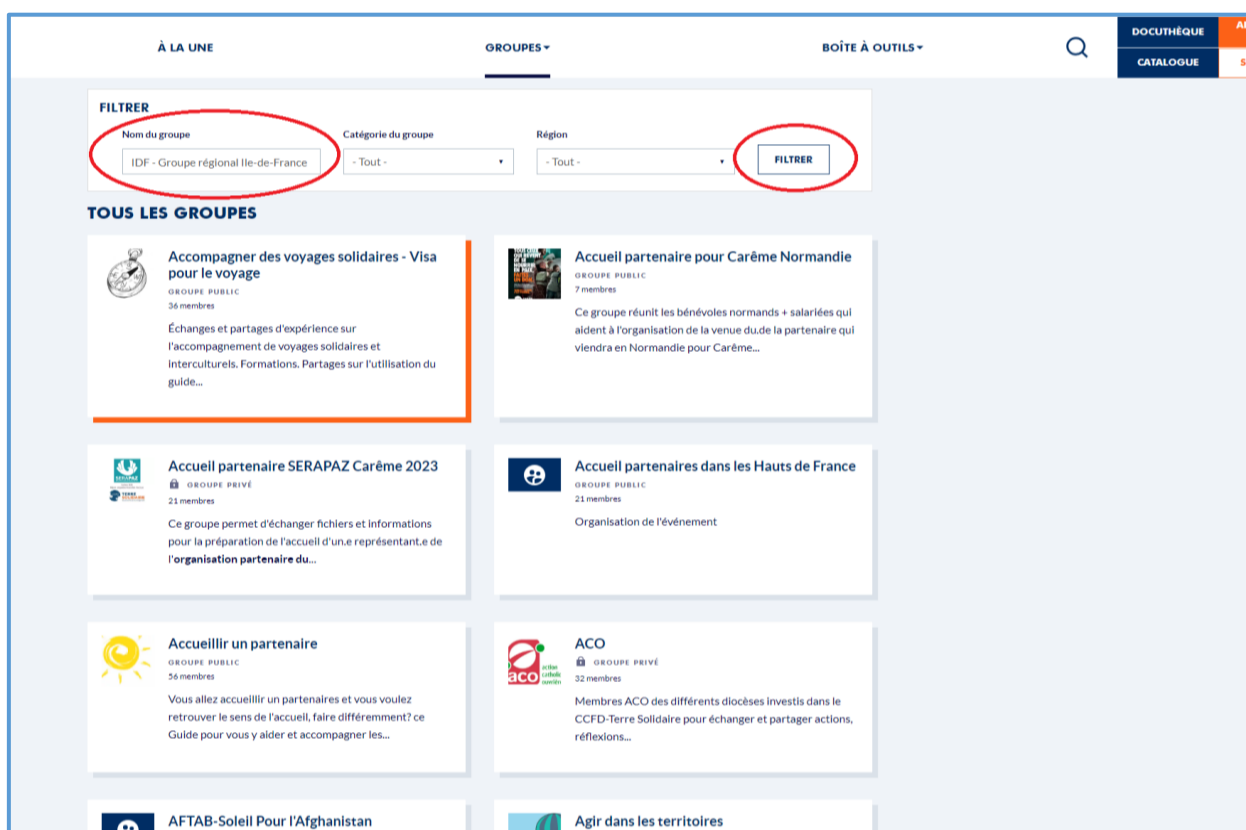 À LA UNE
GROUPES
BOÎTE À OUTILS
DOCUTHÈQUE
CATALOGUE
FILTRER
Nom du groupe
Catégorie du groupe
Région
IDF - Groupe régional Ile-de-France
- Tout -
- Tout -
FILTRER
TOUS LES GROUPES
Accompagner des voyages solidaires - Visa
pour le voyage
GROUPE PUBLIC
36 membres
Échanges et partages d'expérience sur
l'accompagnement de voyages solidaires et
interculturels. Formations. Partages sur l'utilisation du
guide...
Accueil partenaire pour Carême Normandie
GROUPE PUBLIC
7 membres
Ce groupe réunit les bénévoles normands + salariées qui
aident à l'organisation de la venue du.de la partenaire qui
viendra en Normandie pour Carême...
SERAPAZ
Accueil partenaire SERAPAZ Carême 2023
GROUPE PRIVÉ
21 membres
Ce groupe permet d'échanger fichiers et informations
pour la préparation de l'accueil d'un.e représentant.e de
l'organisation partenaire du...
Accueil partenaires dans les Hauts de France
GROUPE PUBLIC
21 membres
Organisation de l'événement
Accueillir un partenaire
GROUPE PUBLIC
56 membres
Vous allez accueillir un partenaires et vous voulez
retrouver le sens de l'accueil, faire différemment? ce
Guide pour vous y aider et accompagner les...
aco
action
ACO
GROUPE PRIVÉ
32 membres
Membres ACO des différents diocèses investis dans le
CCFD-Terre Solidaire pour échanger et partager actions,
réflexions...
AFTAB-Soleil Pour l'Afghanistan
Agir dans les territoires